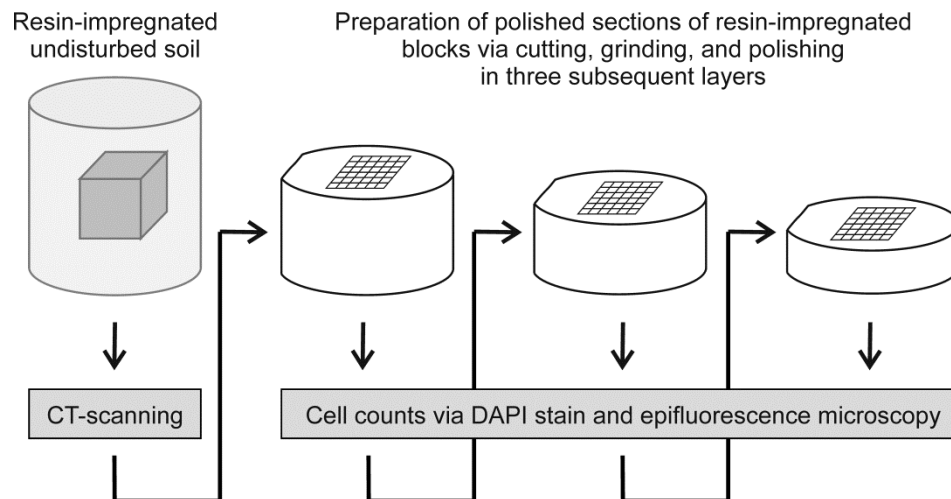 Resin-impregnated
undisturbed soil
Preparation of polished sections of resin-impregnated
blocks via cutting, grinding, and polishing
in three subsequent layers
CT-scanning
Cell counts via DAPI stain and epifluorescence microscopy